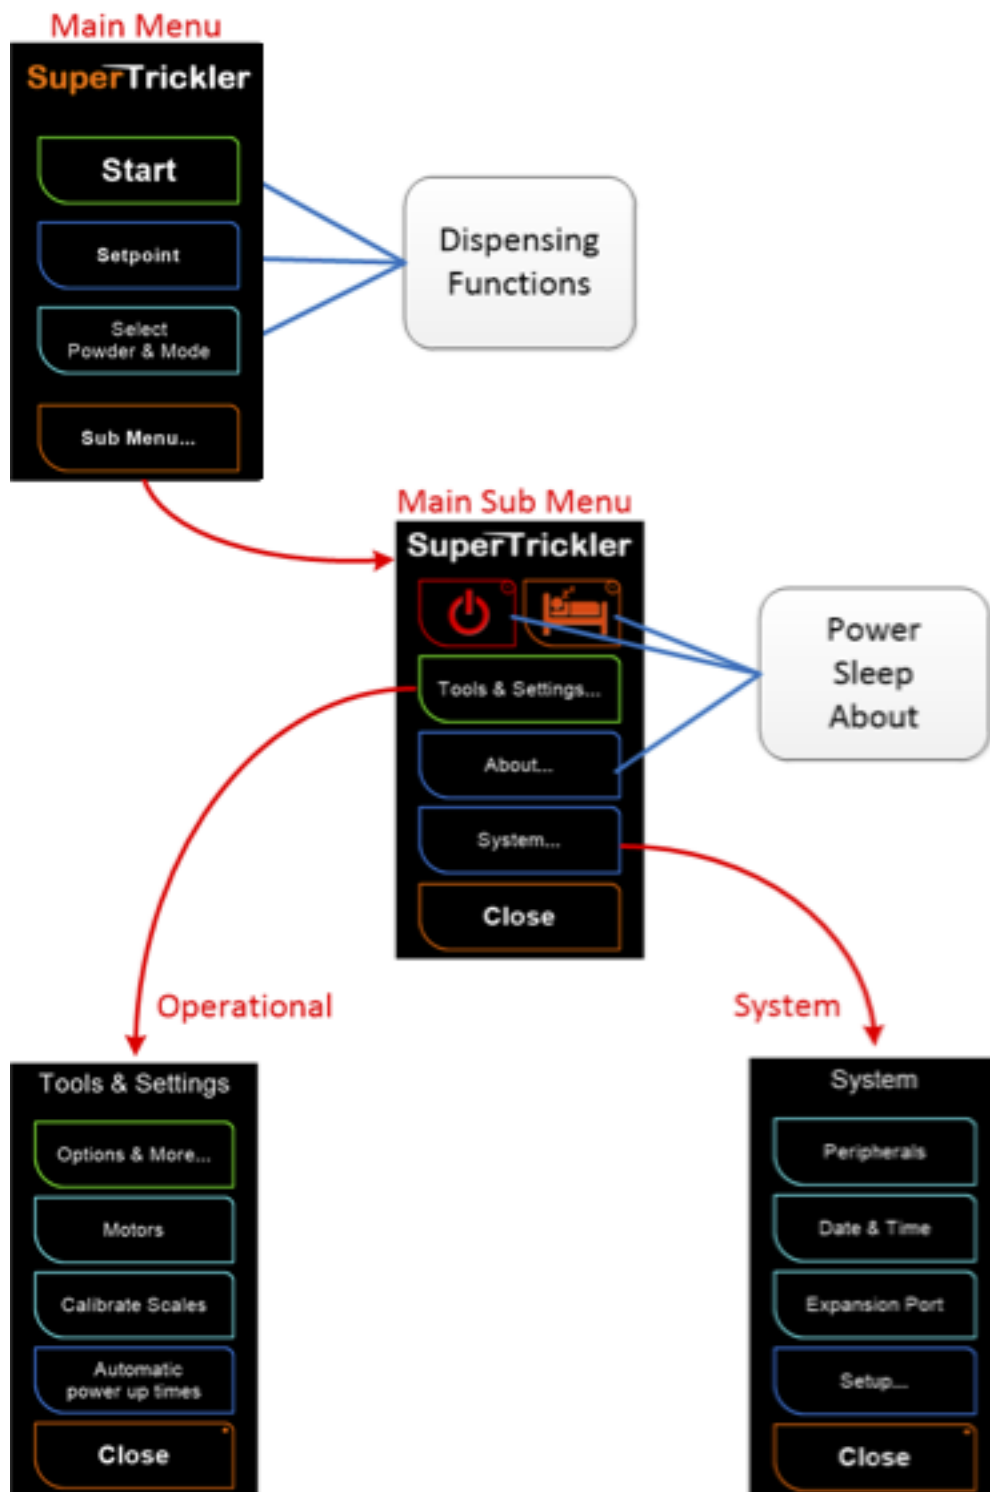 Main Menu
SuperTrickler
Start
Setpoint
Select
Powder & Mode
Sub Menu...
Dispensing
Functions
Main Sub Menu
SuperTrickler
Tools & Settings...
About...
System...
Close
Power
Sleep
About
Operational
System
Tools & Settings
Options & More...
Motors
Calibrate Scales
Automatic
power up times
Close
System
Peripherals
Date & Time
Expansion Port
Setup...
Close